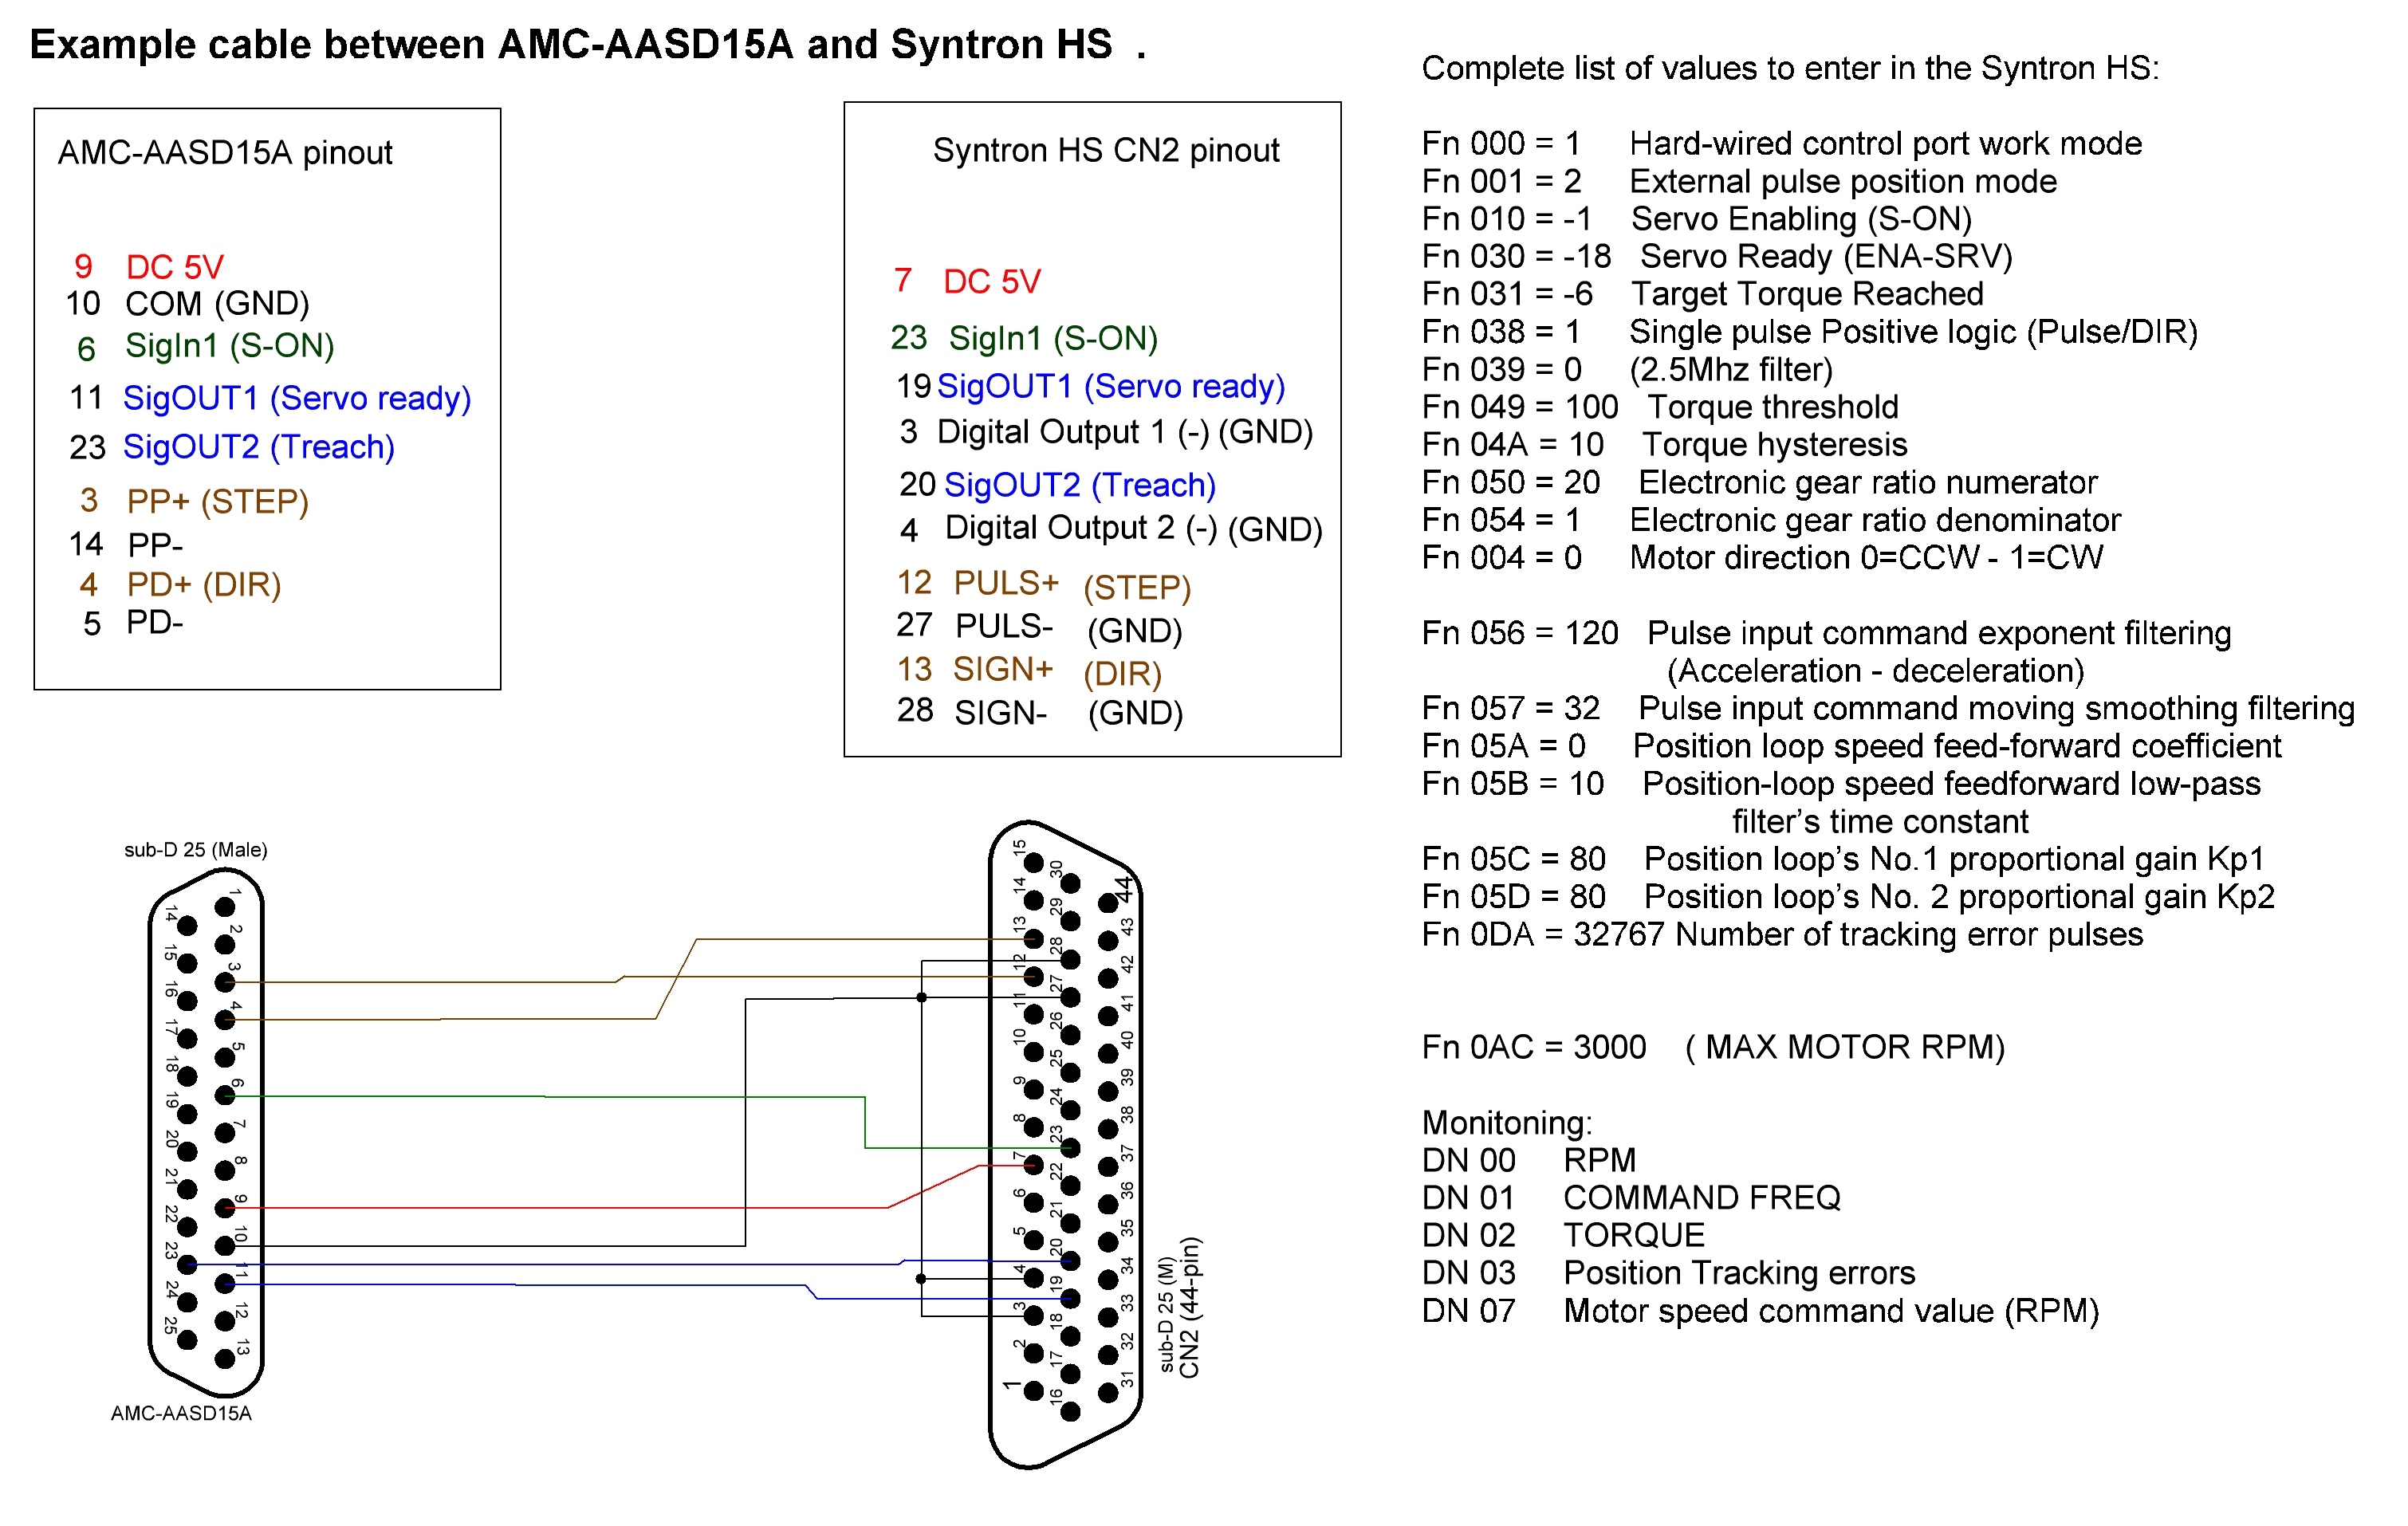 Example cable between AMC-AASD15A and Syntron HS .
AMC-AASD15A pinout
9 DC 5V
10 COM (GND)
6 SigIn1 (S-ON)
11 SigOUT1 (Servo ready)
23 SigOUT2 (Treach)
3 PP+ (STEP)
14 PP-
4 PD+ (DIR)
5 PD-
Syntron HS CN2 pinout
7 DC 5V
23 SigIn1 (S-ON)
19 SigOUT1 (Servo ready)
3 Digital Output 1 (-) (GND)
20 SigOUT2 (Treach)
4 Digital Output 2 (-) (GND)
12 PULS+ (STEP)
27 PULS- (GND)
13 SIGN+ (DIR)
28 SIGN- (GND)
Complete list of values to enter in the Syntron HS:
Fn 000 = 1 Hard-wired control port work mode
Fn 001 = 2 External pulse position mode
Fn 010 = -1 Servo Enabling (S-ON)
Fn 030 = -18 Servo Ready (ENA-SRV)
Fn 031 = -6 Target Torque Reached
Fn 038 = 1 Single pulse Positive logic (Pulse/DIR)
Fn 039 = 0 (2.5Mhz filter)
Fn 049 = 100 Torque threshold
Fn 04A = 10 Torque hysteresis
Fn 050 = 20 Electronic gear ratio numerator
Fn 054 = 1 Electronic gear ratio denominator
Fn 004 = 0 Motor direction 0=CCW - 1=CW
Fn 056 = 120 Pulse input command exponent filtering
(Acceleration - deceleration)
Fn 057 = 32 Pulse input command moving smoothing filtering
Fn 05A = 0 Position loop speed feed-forward coefficient
Fn 05B = 10 Position-loop speed feedforward low-pass
filter's time constant
Fn 05C = 80 Position loop's No.1 proportional gain Kp1
Fn 05D = 80 Position loop's No. 2 proportional gain Kp2
Fn 0DA = 32767 Number of tracking error pulses
Fn 0AC = 3000 ( MAX MOTOR RPM)
Monitoning:
DN 00 RPM
DN 01 COMMAND FREQ
DN 02 TORQUE
DN 03 Position Tracking errors
DN 07 Motor speed command value (RPM)
sub-D 25 (Male)
1
2
3
4
5
6
7
8
9
10
11
12
13
14
15
16
17
18
19
20
21
22
23
24
25
AMC-AASD15A
15
14
13
12
11
10
9
8
7
6
5
4
3
2
1
30
29
28
27
26
25
24
23
22
21
20
19
18
17
16
44
43
42
41
40
39
38
37
36
35
34
33
32
31
sub-D 25 (M)
CN2 (44-pin)